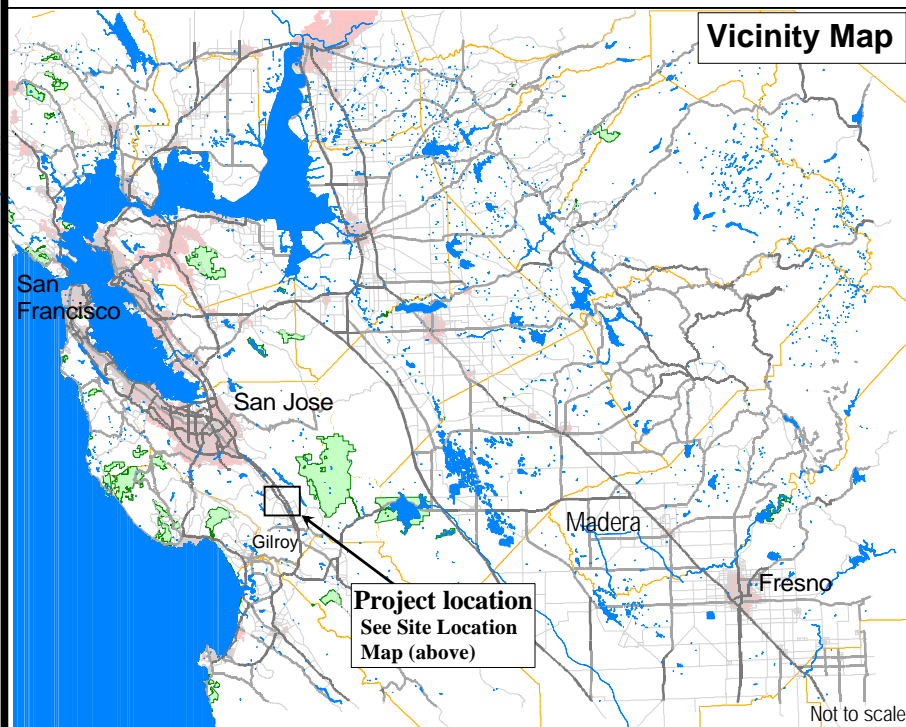 Vicinity Map
San
Francisco
San Jose
Gilroy
Madera
Fresno
Project location
See Site Location
Map (above)
Not to scale